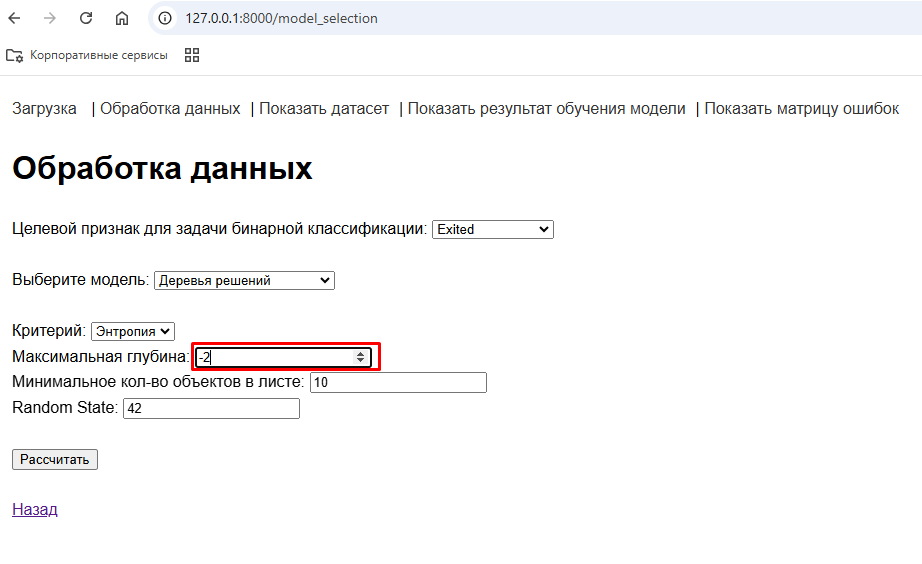 127.0.0.1:8000/model_selection
Корпоративные сервисы
Загрузка | Обработка данных | Показать датасет | Показать результат обучения модели | Показать матрицу ошибок
Обработка данных
Целевой признак для задачи бинарной классификации: Exited
Выберите модель: Деревья решений
Критерий: Энтропия
Максимальная глубина: -2
Минимальное кол-во объектов в листе: 10
Random State: 42
Рассчитать
Назад